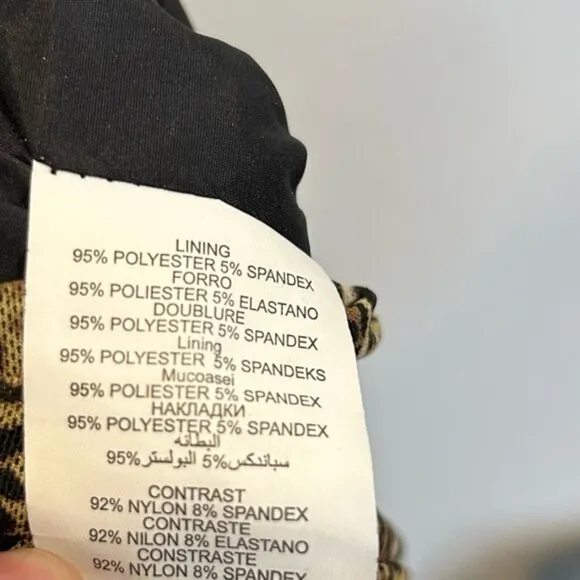 LINING
95% POLYESTER 5% SPANDEX
FORRO
95% POLIESTER 5% ELASTANO
DOUBLURE
95% POLYESTER 5% SPANDEX
Lining
95% POLYESTER 5% SPANDEKS
Mucoasei
95% POLIESTER 5% SPANDEX
НАКЛАДКИ
95% POLYESTER 5% SPANDEX
البطانه
95% البولستر 5% سباندكس
CONTRAST
92% NYLON 8% SPANDEX
CONTRASTE
92% NILON 8% ELASTANO
CONSTRASTE
92% NYLON 8% SPANDEX